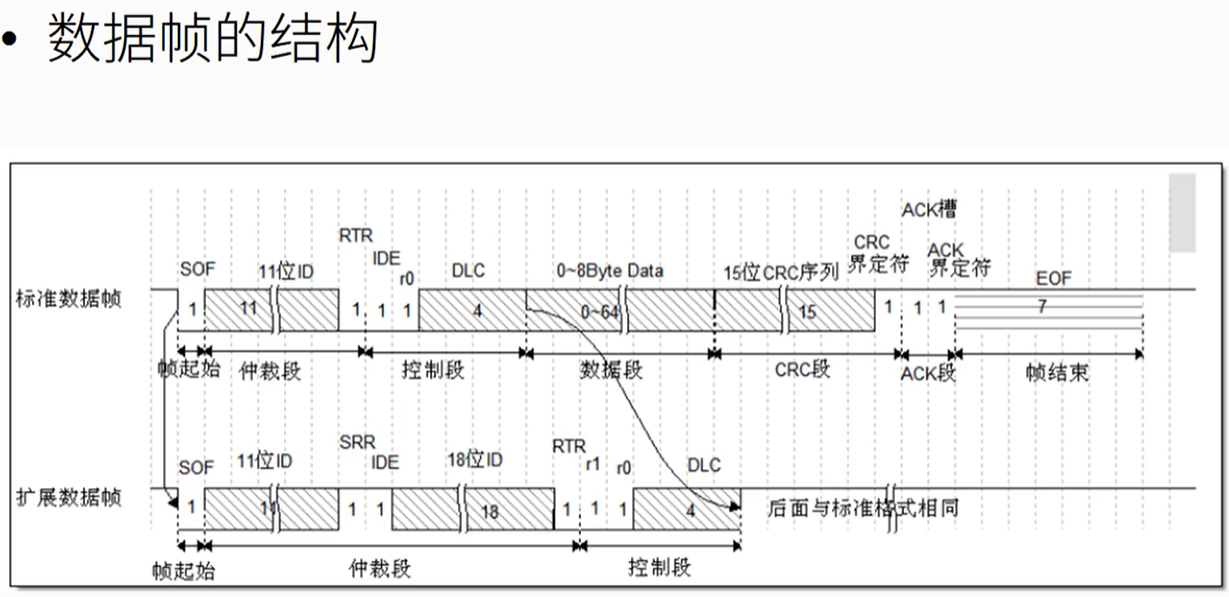 • 数据帧的结构
ACK槽
RTR
CRC
ACK
IDE
界定符
界定符
SOF
11位ID
r0
DLC
0~8Byte Data
15位CRC序列
EOF
标准数据帧
1
11
1
1
1
4
0~64
15
1
1
1
7
帧起始
仲裁段
控制段
数据段
CRC段
ACK段
帧结束
SRR
RTR
SOF
11位ID
IDE
18位ID
r1
r0
DLC
扩展数据帧
1
11
1
1
18
1
1
1
4
后面与标准格式相同
帧起始
仲裁段
控制段